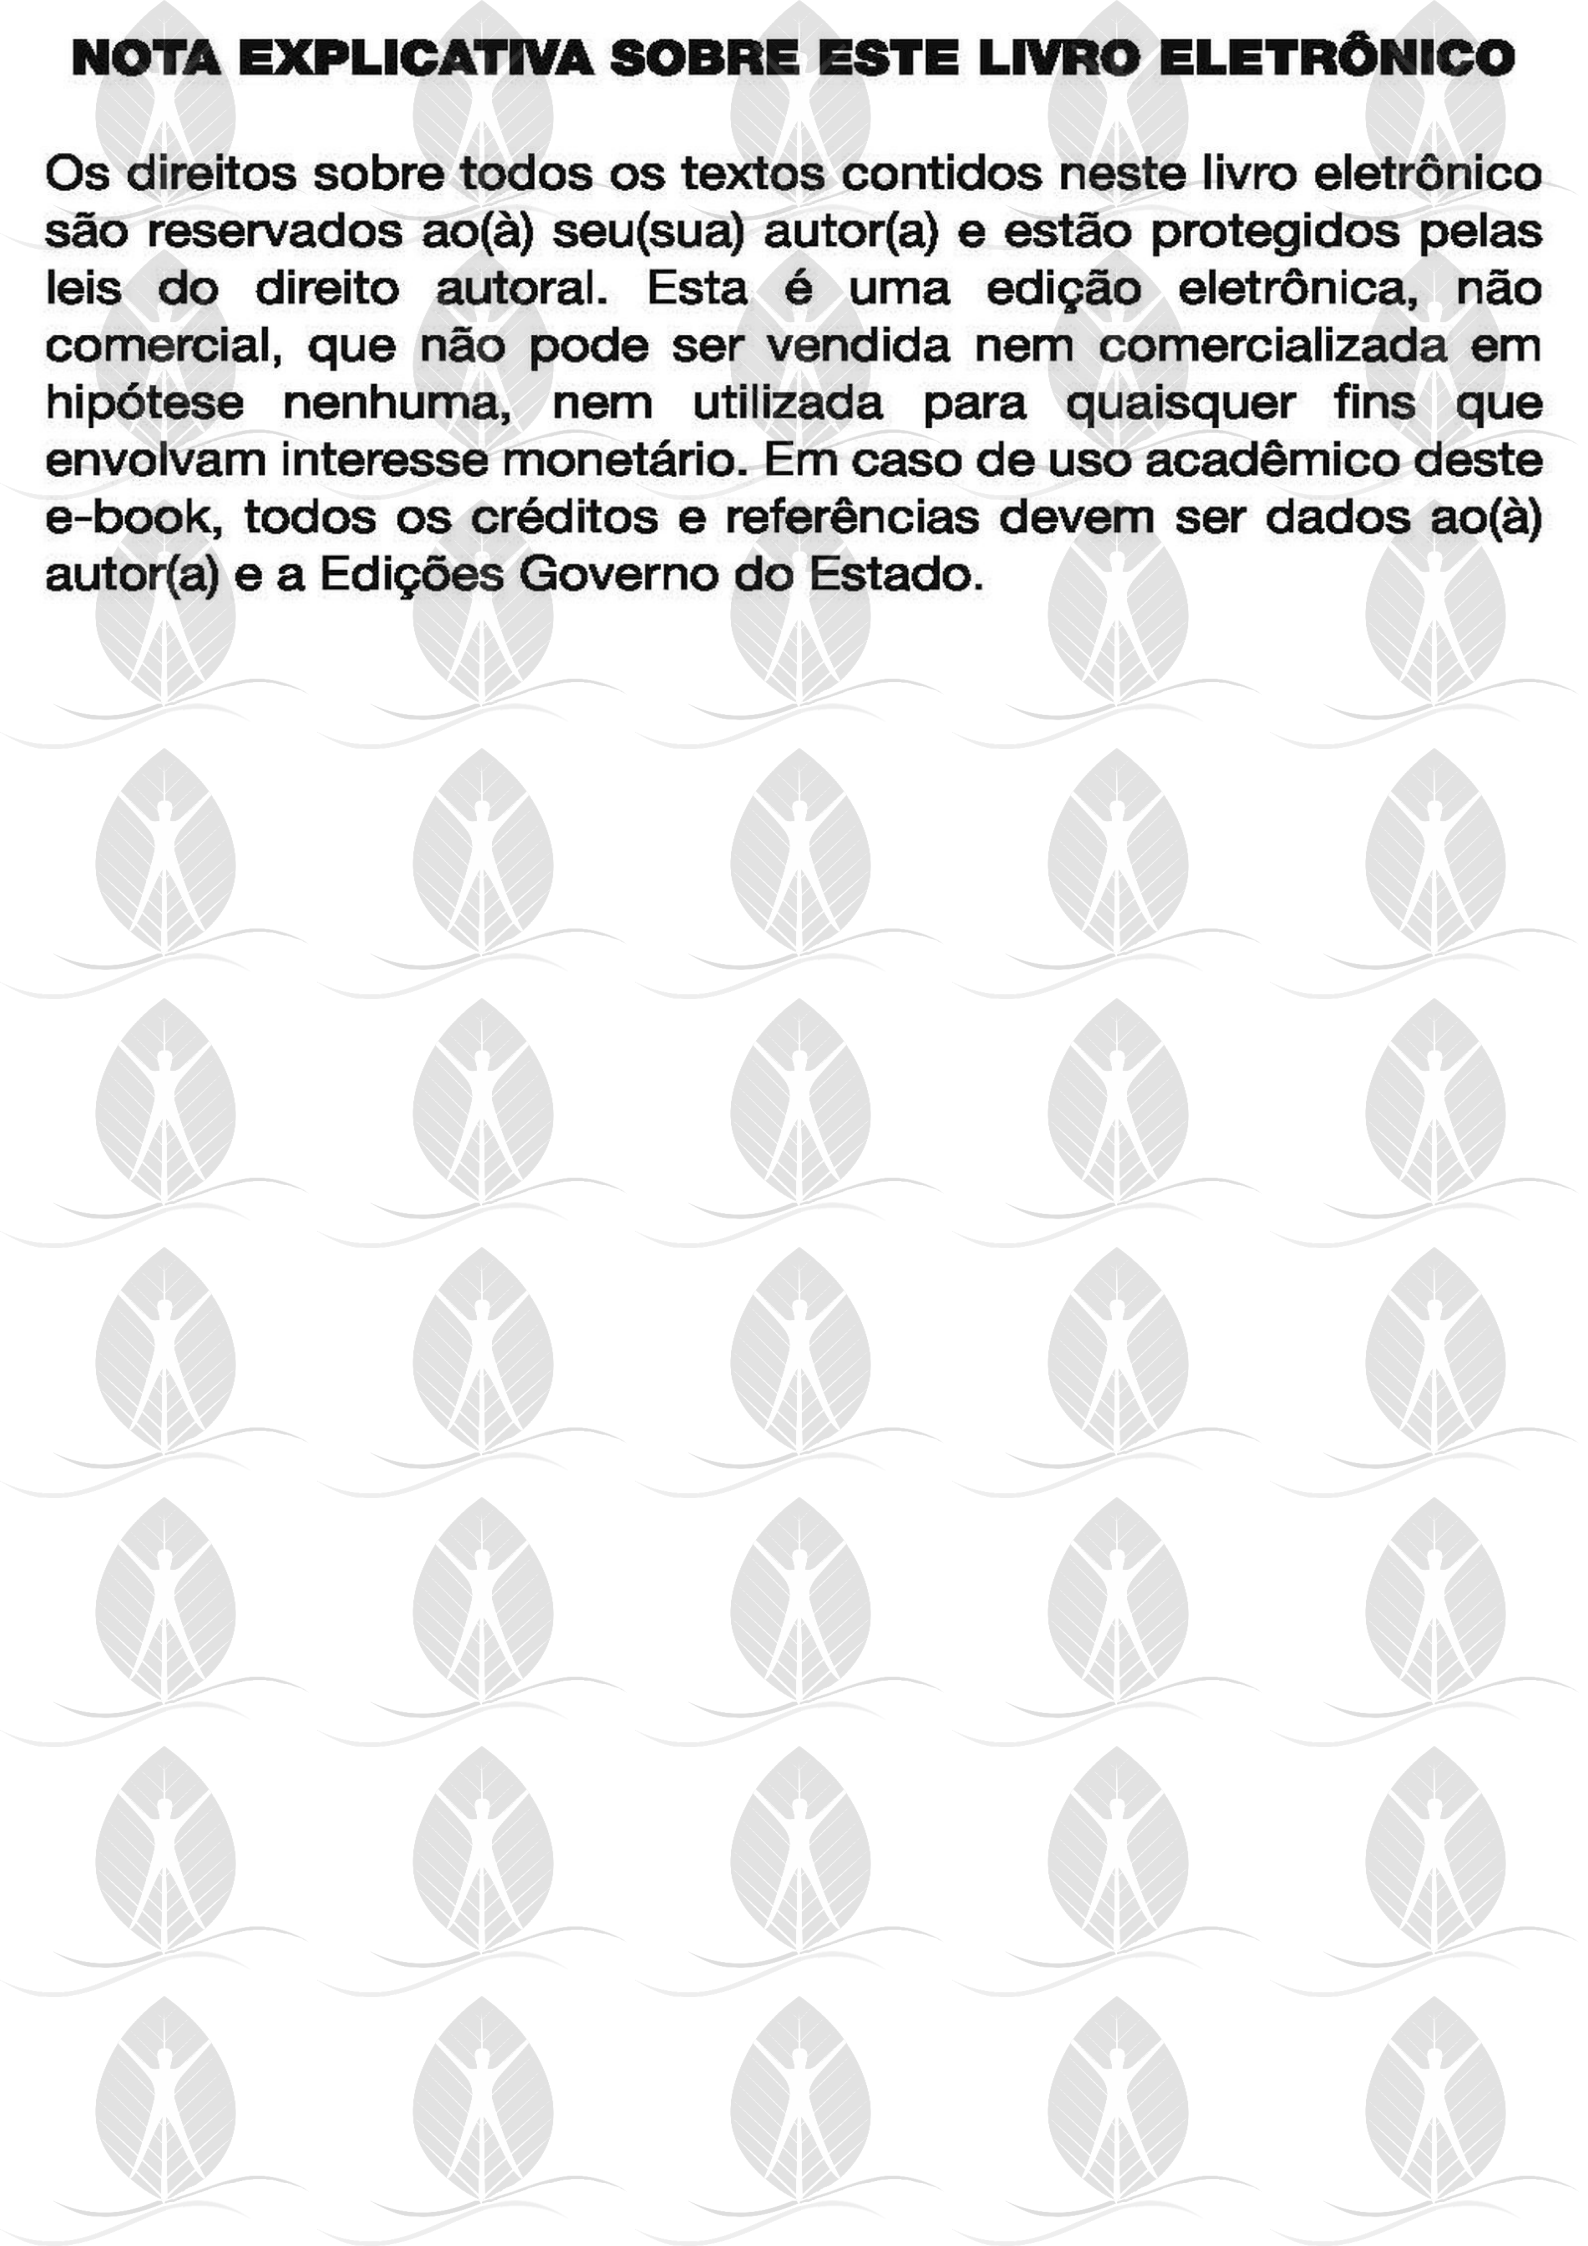 NOTA EXPLICATIVA SOBRE ESTE LIVRO ELETRÔNICO
Os direitos sobre todos os textos contidos neste livro eletrônico
são reservados ao(à) seu(sua) autor(a) e estão protegidos pelas
leis do direito autoral. Esta é uma edição eletrônica, não
comercial, que não pode ser vendida nem comercializada em
hipótese nenhuma, nem utilizada para quaisquer fins que
envolvam interesse monetário. Em caso de uso acadêmico deste
e-book, todos os créditos e referências devem ser dados ao(à)
autor(a) e a Edições Governo do Estado.